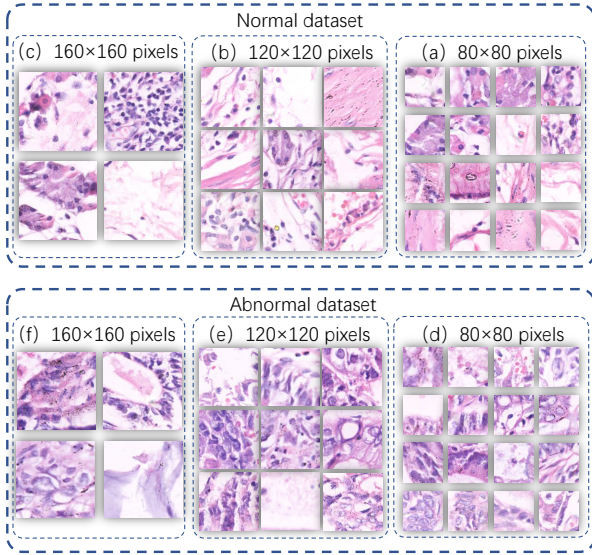 Normal dataset
(c) 160×160 pixels
(b) 120×120 pixels
(a) 80×80 pixels
Abnormal dataset
(f) 160×160 pixels
(e) 120×120 pixels
(d) 80×80 pixels